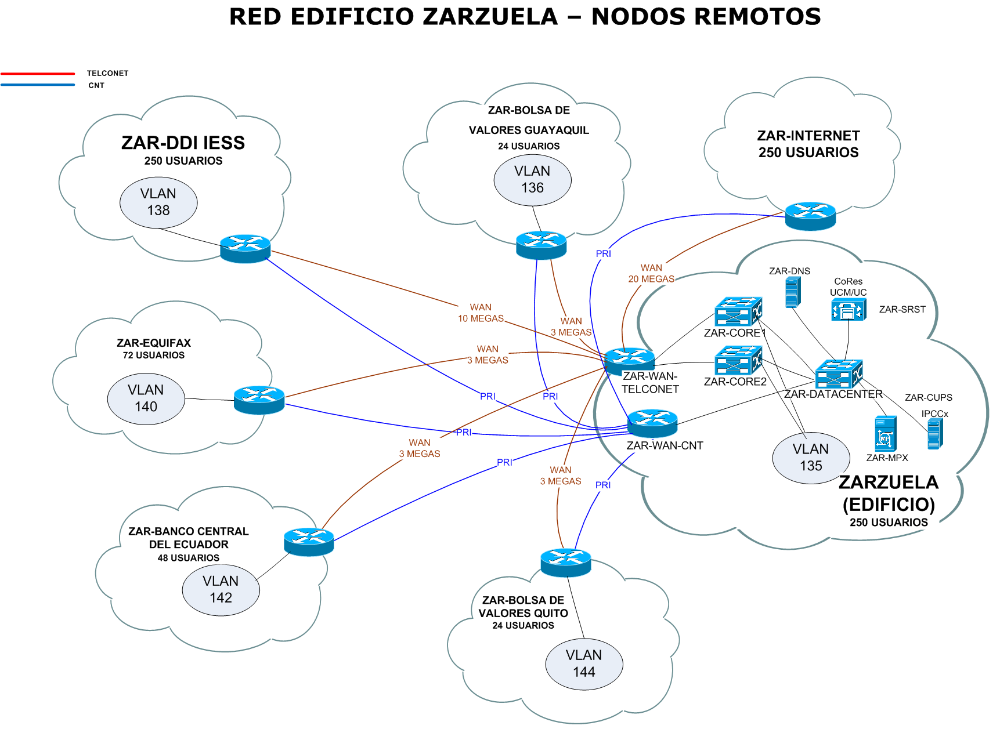 RED EDIFICIO ZARZUELA – NODOS REMOTOS
TELCONET
CNT
ZAR-DDI IESS
250 USUARIOS
VLAN
138
ZAR-BOLSA DE
VALORES GUAYAQUIL
24 USUARIOS
VLAN
136
ZAR-INTERNET
250 USUARIOS
PRI
WAN
20 MEGAS
WAN
10 MEGAS
WAN
3 MEGAS
ZAR-DNS
CoRes
UCM/UC
ZAR-SRST
ZAR-CORE1
ZAR-CORE2
ZAR-WAN-
TELCONET
ZAR-DATACENTER
ZAR-CUPS
IPCCx
ZAR-MPX
ZAR-WAN-CNT
VLAN
135
ZARZUELA
(EDIFICIO)
250 USUARIOS
ZAR-EQUIFAX
72 USUARIOS
VLAN
140
WAN
3 MEGAS
PRI
PRI
PRI
WAN
3 MEGAS
PRI
WAN
3 MEGAS
PRI
ZAR-BANCO CENTRAL
DEL ECUADOR
48 USUARIOS
VLAN
142
ZAR-BOLSA DE
VALORES QUITO
24 USUARIOS
VLAN
144